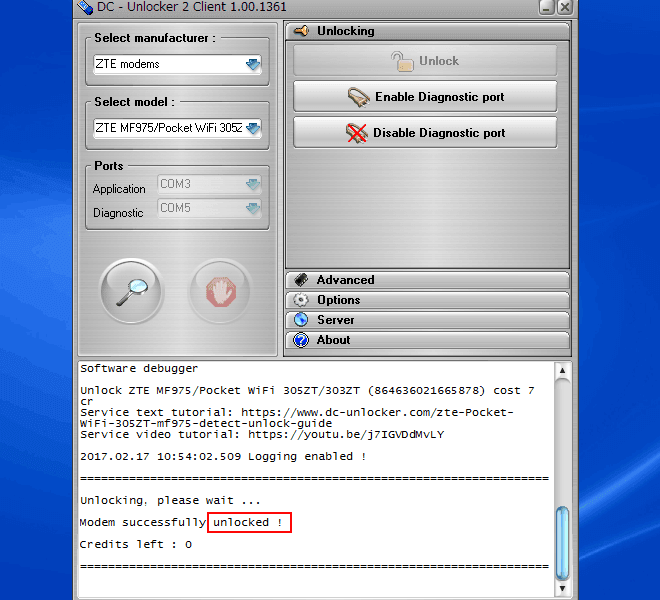 DC - Unlocker 2 Client 1.00.1361
Select manufacturer :
ZTE modems
Select model :
ZTE MF975/Pocket WiFi 305Z
Ports
Application
COM3
Diagnostic
COM5
Unlocking
Unlock
Enable Diagnostic port
Disable Diagnostic port
Advanced
Options
Server
About
Software debugger
Unlock ZTE MF975/Pocket WiFi 305ZT/303ZT (864636021665878) cost 7
cr
Service text tutorial: https://www.dc-unlocker.com/zte-Pocket-
WiFi-305ZT-mf975-detect-unlock-guide
Service video tutorial: https://youtu.be/j7IGVDdMvLY
2017.02.17 10:54:02.509 Logging enabled !
===================================================================
Unlocking, please wait ...
Modem successfully unlocked !
Credits left : 0
===================================================================